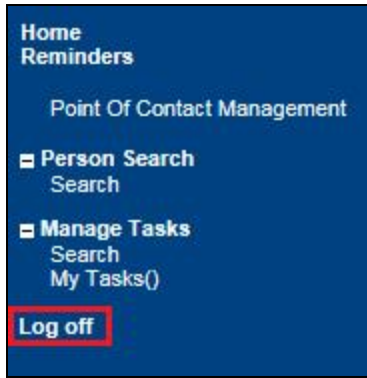 Home
Reminders
Point Of Contact Management
Person Search
Search
Manage Tasks
Search
My Tasks()
Log off